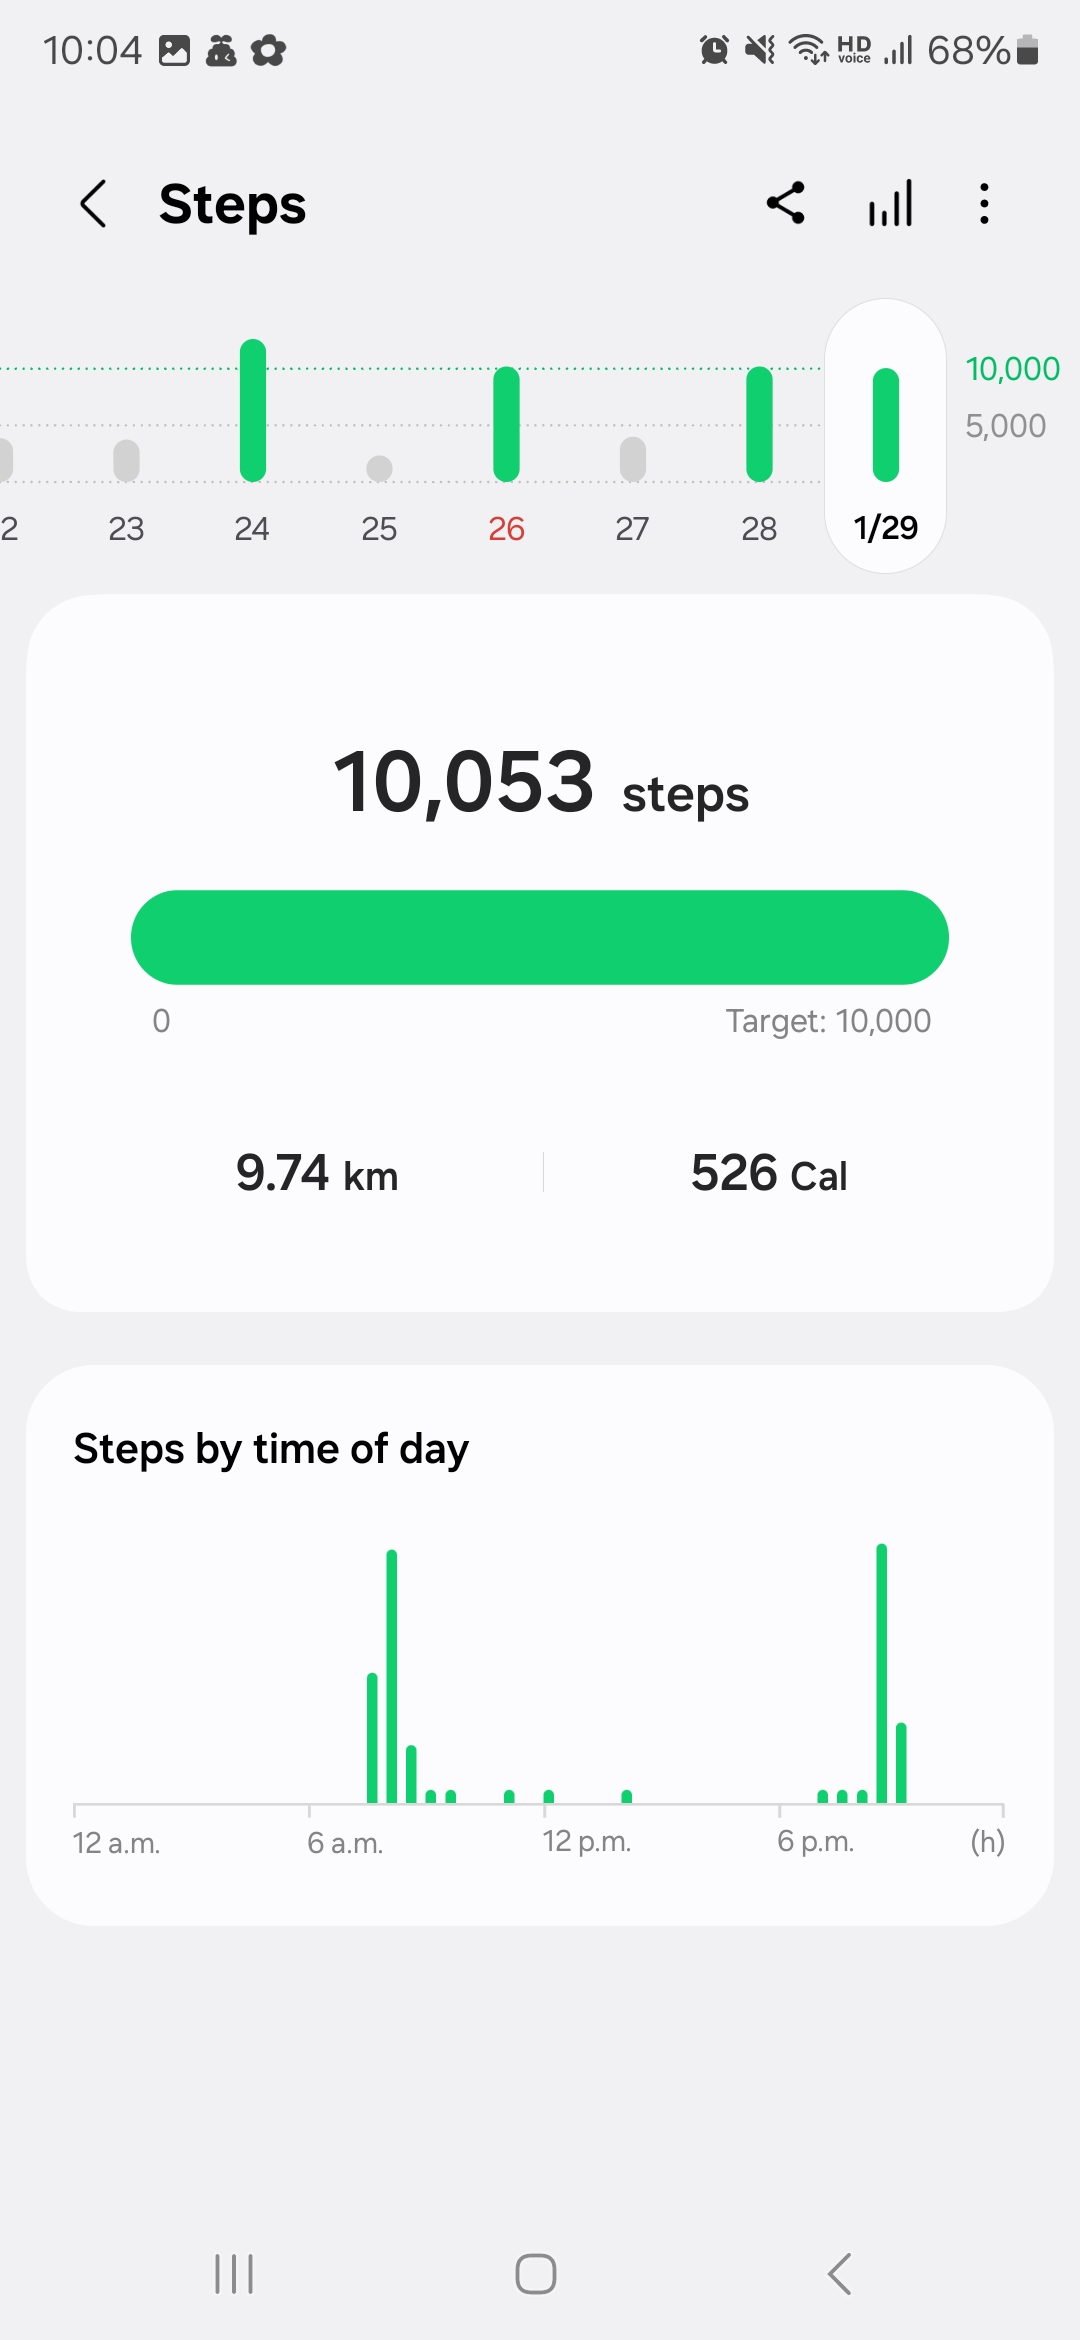 10:04 HD voice 68%
Steps
10,000
5,000
2 23 24 25 26 27 28 1/29
10,053 steps
0 Target: 10,000
9.74 km 526 Cal
Steps by time of day
12 a.m. 6 a.m. 12 p.m. 6 p.m. (h)